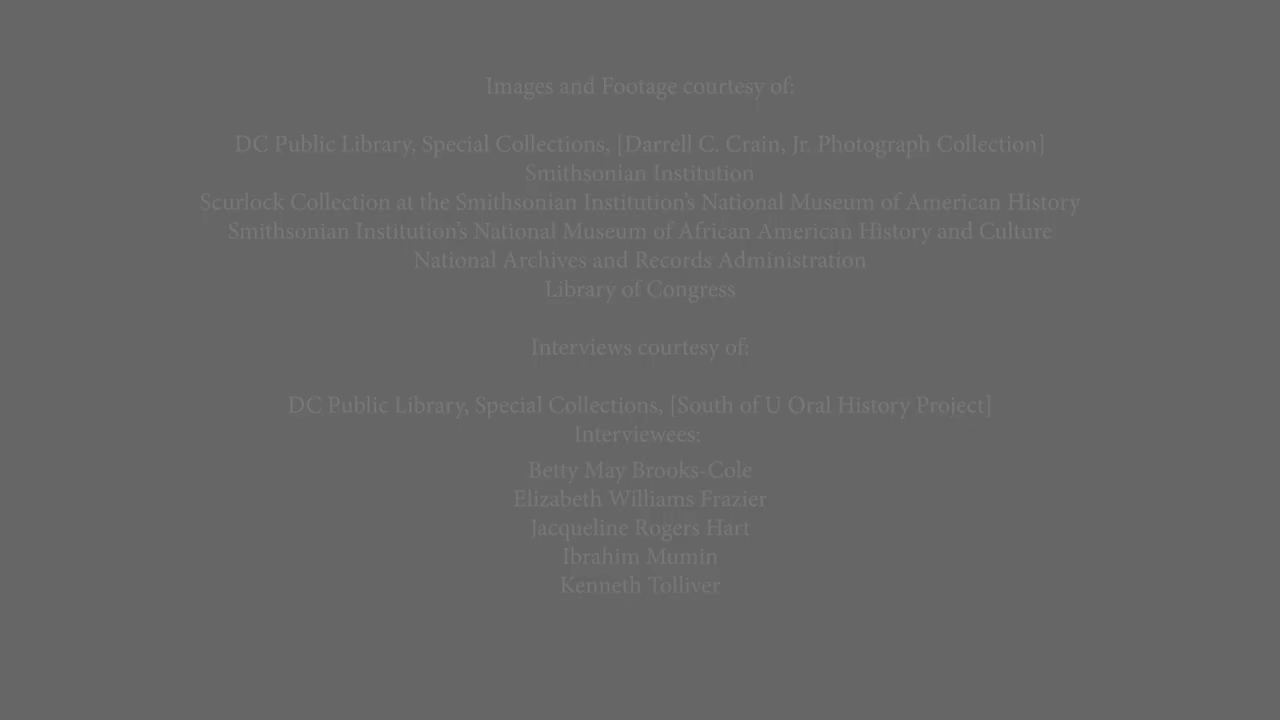 Images and Footage courtesy of:
DC Public Library, Special Collections, [Darrell C. Crain, Jr. Photograph Collection]
Smithsonian Institution
Scurlock Collection at the Smithsonian Institution's National Museum of American History
Smithsonian Institution's National Museum of African American History and Culture
National Archives and Records Administration
Library of Congress
Interviews courtesy of:
DC Public Library, Special Collections, [South of U Oral History Project]
Interviewees:
Betty May Brooks-Cole
Elizabeth Williams Frazier
Jacqueline Rogers Hart
Ibrahim Mumin
Kenneth Tolliver